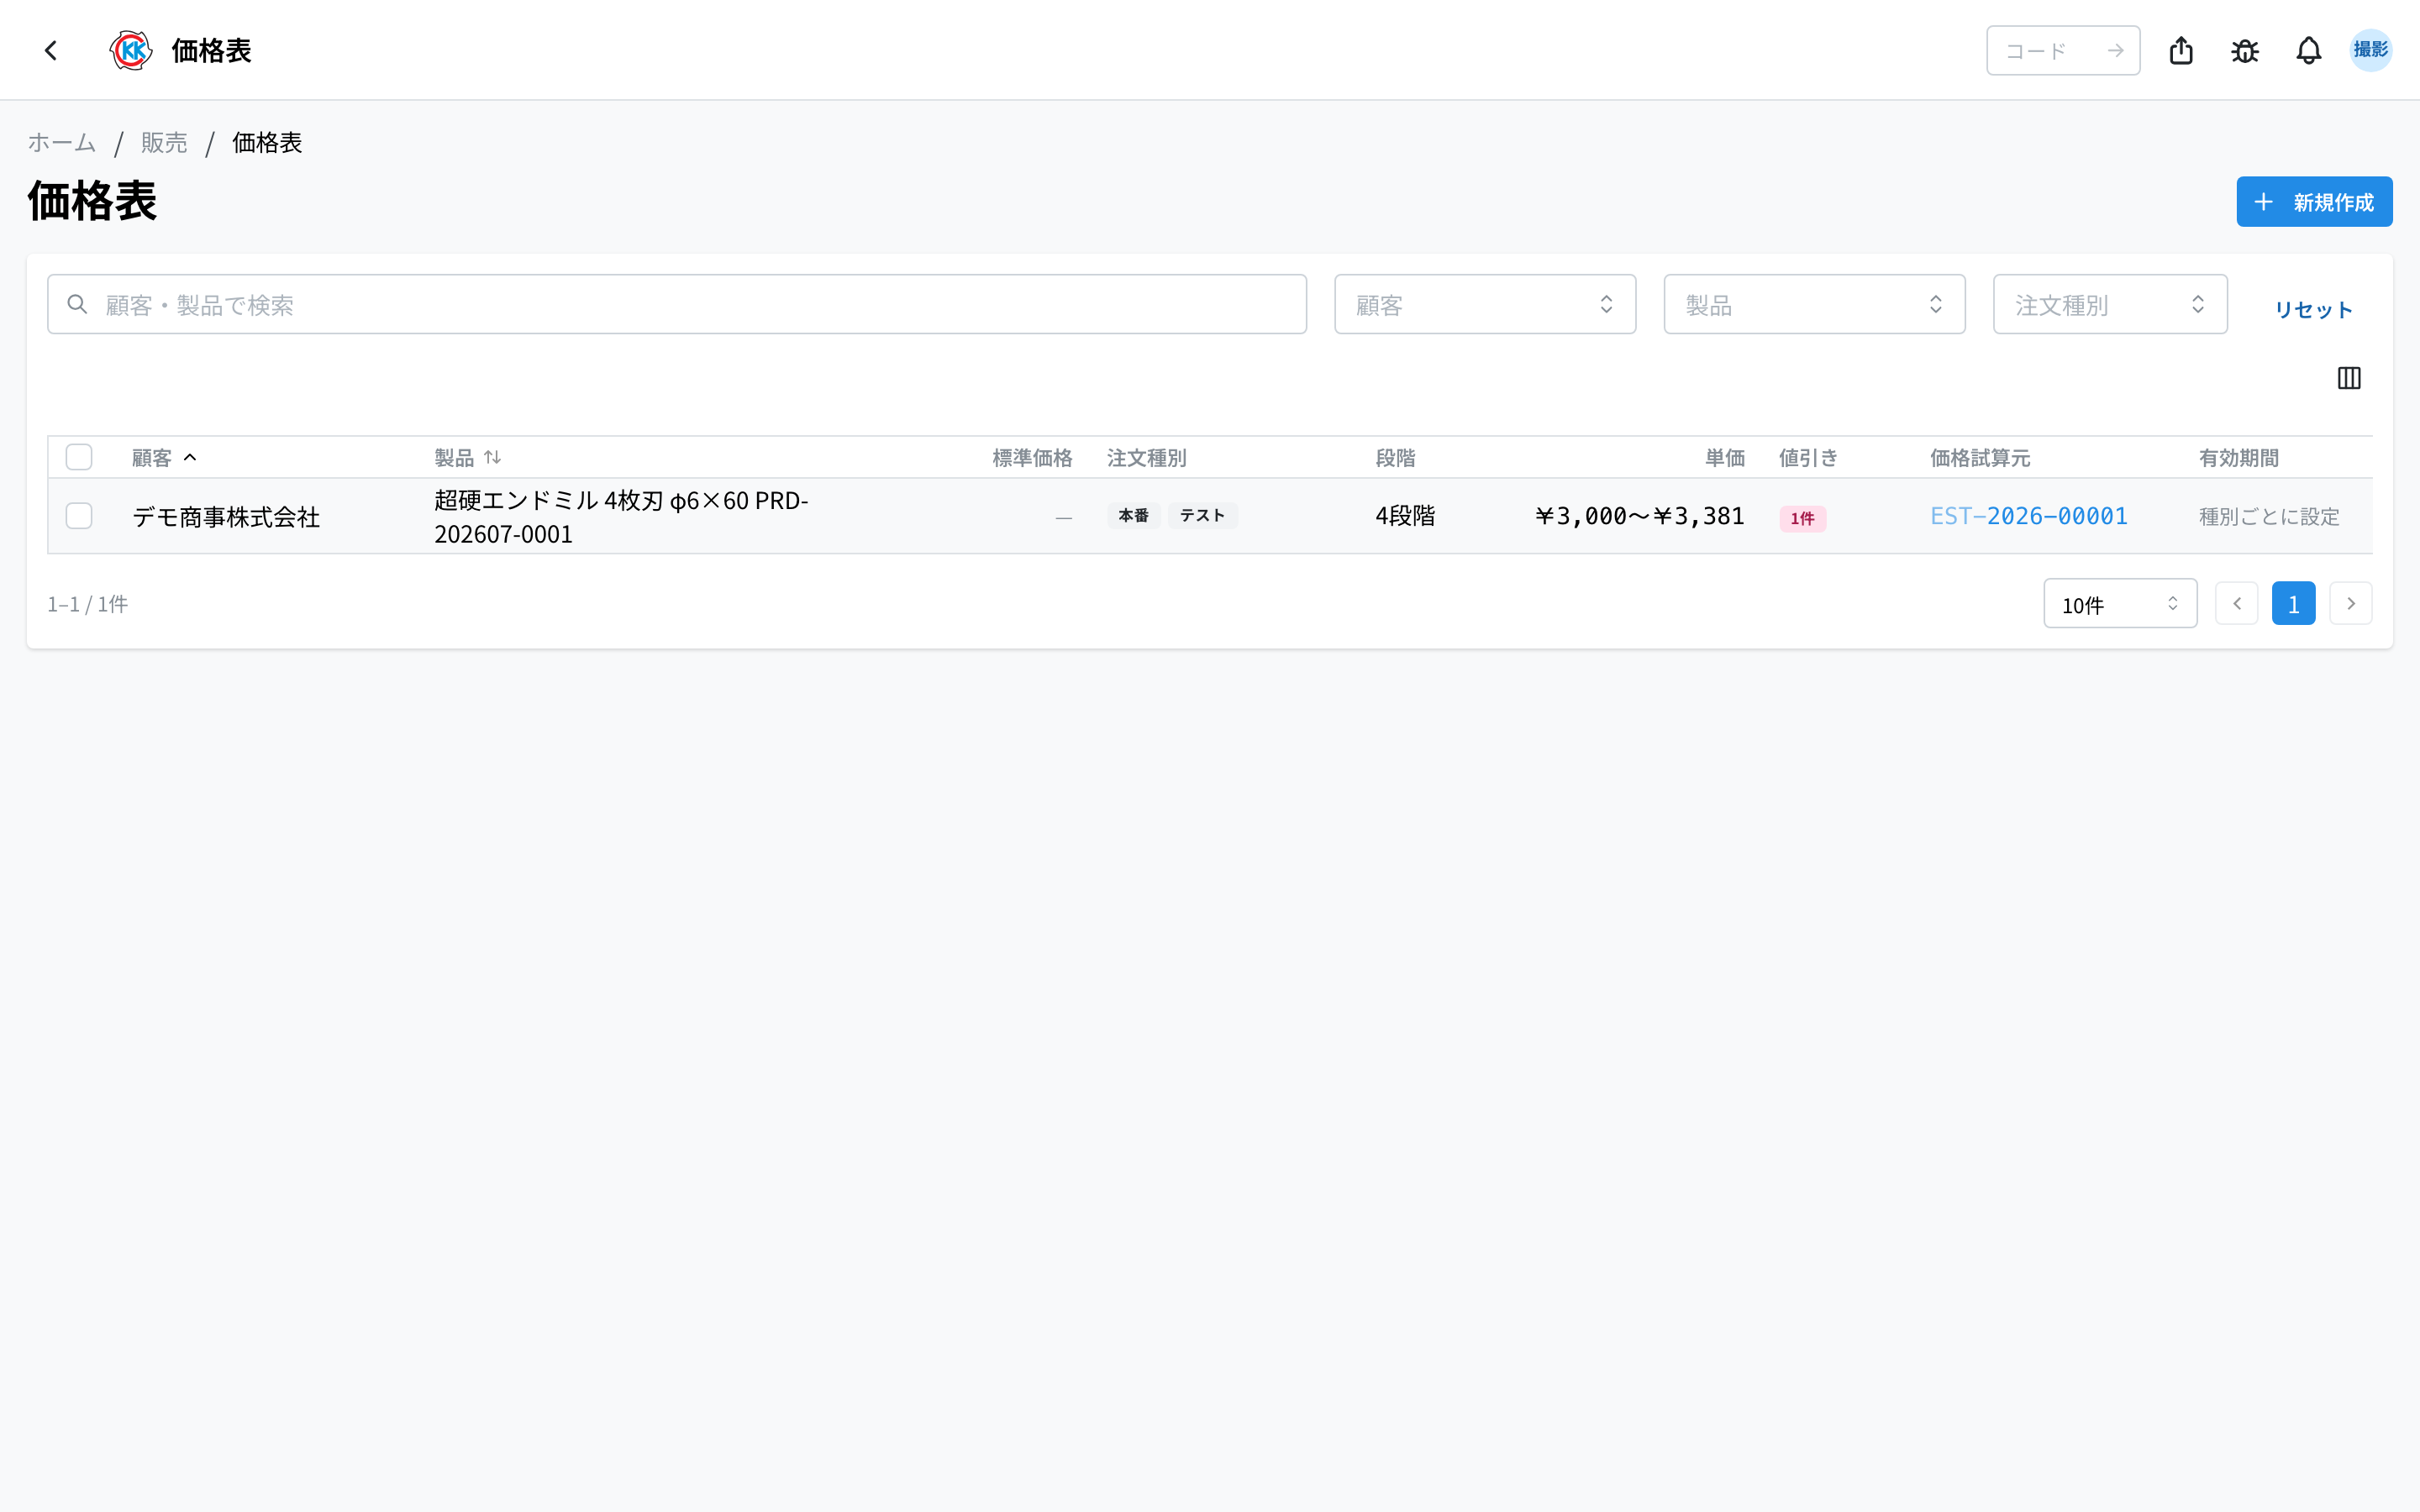 KK 価格表
コード
撮影
ホーム / 販売 / 価格表
価格表
新規作成
顧客・製品で検索
顧客
製品
注文種別
リセット
顧客 製品 標準価格 注文種別 段階 単価 値引き 価格試算元 有効期間
デモ商事株式会社 超硬エンドミル 4枚刃 φ6×60 PRD-
202607-0001
— 本番 テスト 4段階 ¥3,000〜¥3,381 1件 EST-2026-00001 種別ごとに設定
1–1 / 1件
10件
1